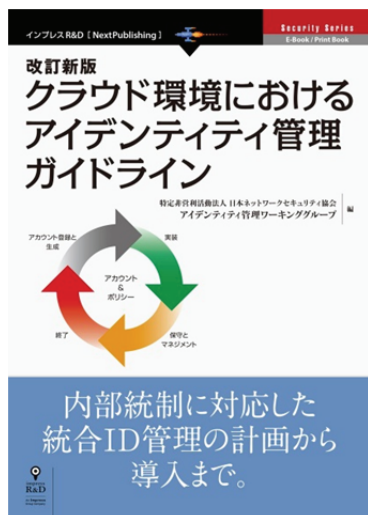 インプレスR&D［NextPublishing］
Security Series
E-Book / Print Book
改訂新版
クラウド環境における
アイデンティティ管理
ガイドライン
特定非営利活動法人 日本ネットワークセキュリティ協会
アイデンティティ管理ワーキンググループ 編
アカウント登録と
生成
実装
アカウント
&
ポリシー
終了
保守と
マネジメント
内部統制に対応した
統合ID管理の計画から
導入まで。
R&D